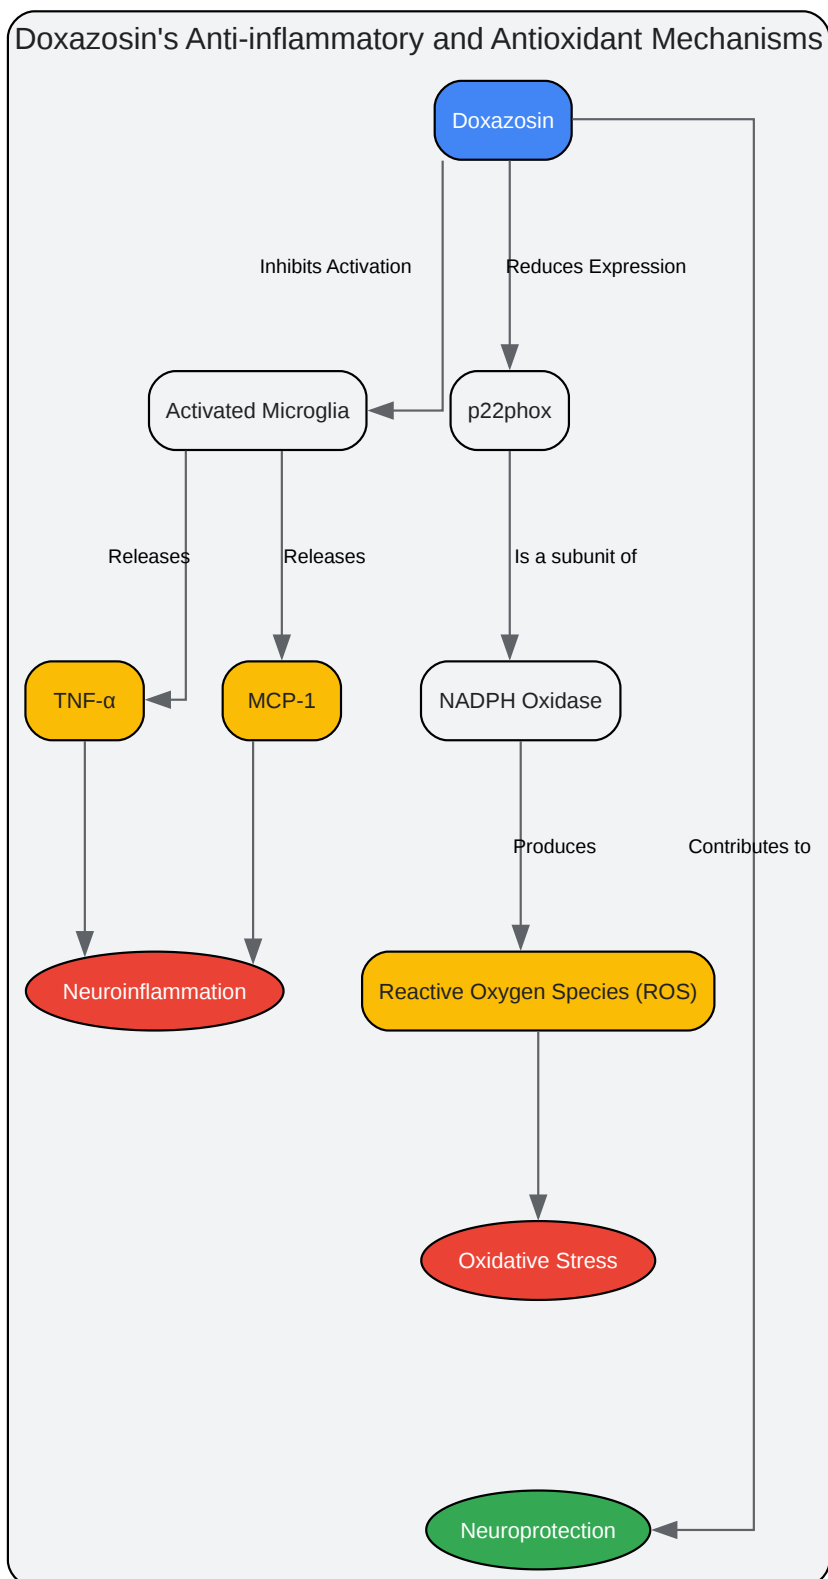 Doxazosin's Anti-inflammatory and Antioxidant Mechanisms
Doxazosin
Inhibits Activation
Reduces Expression
Activated Microglia
p22phox
Releases
Releases
Is a subunit of
TNF-α
MCP-1
NADPH Oxidase
Produces
Contributes to
Neuroinflammation
Reactive Oxygen Species (ROS)
Oxidative Stress
Neuroprotection